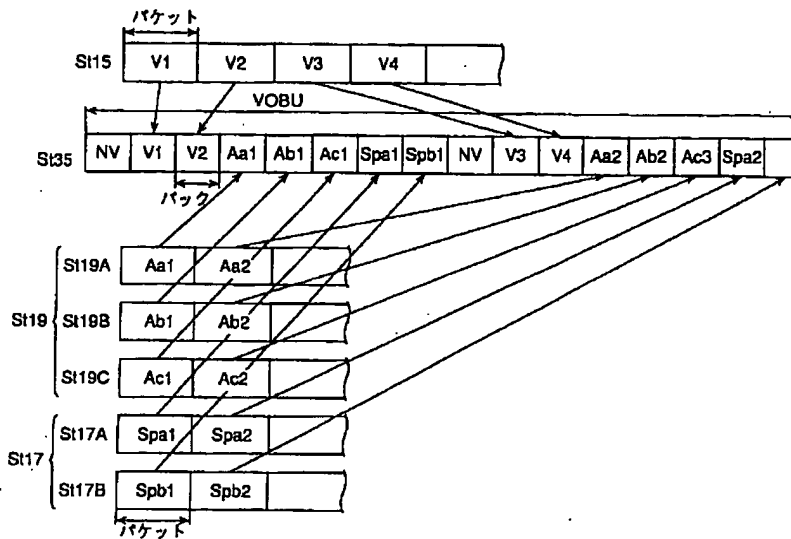 パケット
St15 V1 V2 V3 V4
VOBU
St35 NV V1 V2 Aa1 Ab1 Ac1 Spa1 Spb1 NV V3 V4 Aa2 Ab2 Ac3 Spa2
パック
St19
St19A Aa1 Aa2
St19B Ab1 Ab2
St19C Ac1 Ac2
St17
St17A Spa1 Spa2
St17B Spb1 Spb2
パケット